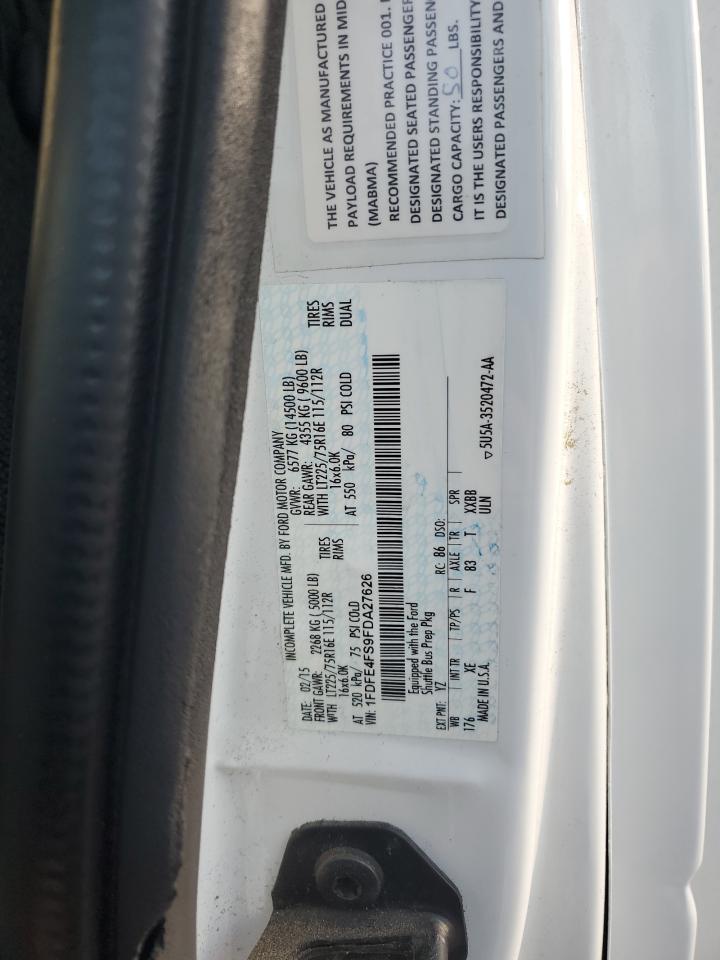 THE VEHICLE AS MANUFACTURED
PAYLOAD REQUIREMENTS IN MID
(MABMA)
RECOMMENDED PRACTICE 001.
DESIGNATED SEATED PASSENGER
DESIGNATED STANDING PASSEN
CARGO CAPACITY: 50 LBS.
IT IS THE USERS RESPONSIBILITY
DESIGNATED PASSENGERS AND
INCOMPLETE VEHICLE MFD. BY FORD MOTOR COMPANY
DATE: 02/15 GVWR: 6577 KG (14500 LB)
FRONT GAWR: 2268 KG (5000 LB) REAR GAWR: 4355 KG (9600 LB)
WITH LT225/75R16E 115/112R TIRES WITH LT225/75R16E 115/112R TIRES
16x6.0K RIMS 16x6.0K RIMS
AT 520 kPa/ 75 PSI COLD AT 550 kPa/ 80 PSI COLD DUAL
VIN: 1FDFE4FS9FDA27626
Equipped with the Ford
Shuttle Bus Prep Pkg
EXT PNT: YZ RC: 86 DSO:
WB INT TR TP/PS R AXLE TR SPR
176 XE F 83 T XXBB
MADE IN U.S.A. ULN
▽5U5A-3520472-AA